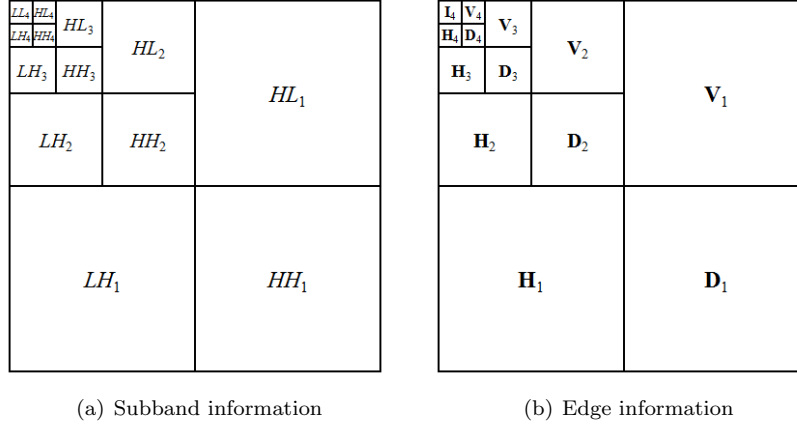 LL4 HL4 HL3 HL2 HL1
LH4 HH4
LH3 HH3
LH2 HH2
LH1 HH1
(a) Subband information
I4 V4 V3 V2 V1
H4 D4
H3 D3
H2 D2
H1 D1
(b) Edge information